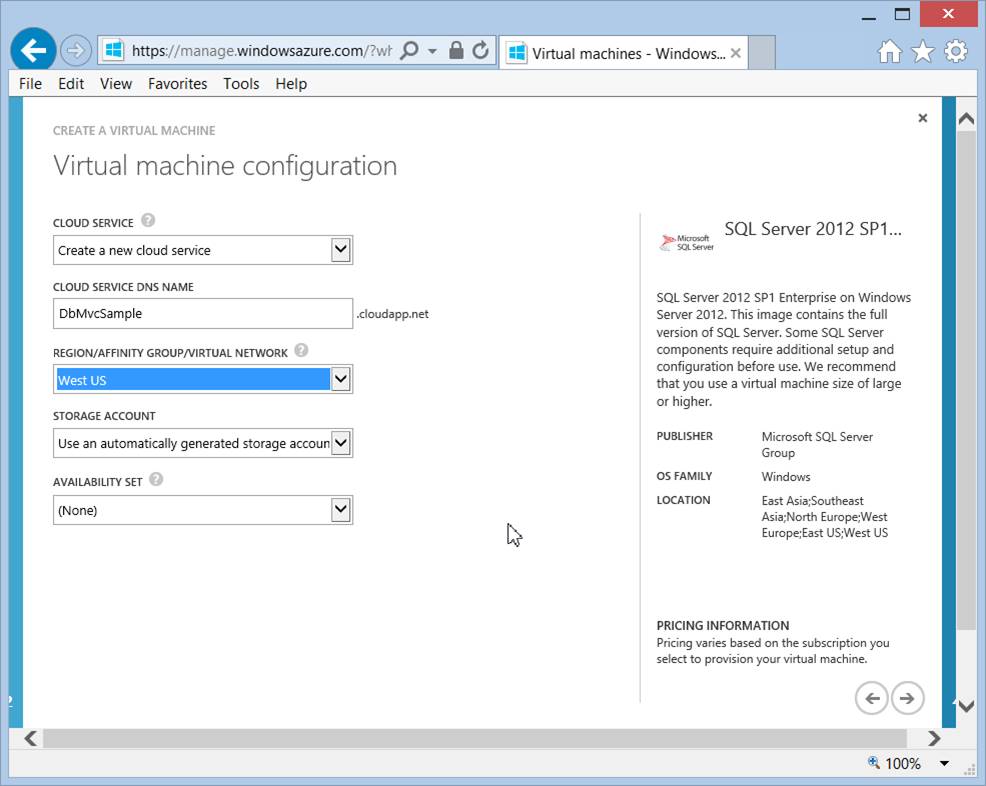 https://manage.windowsazure.com/?wh
Virtual machines - Windows...
File Edit View Favorites Tools Help
CREATE A VIRTUAL MACHINE
Virtual machine configuration
CLOUD SERVICE ?
Create a new cloud service
CLOUD SERVICE DNS NAME
DbMvcSample .cloudapp.net
REGION/AFFINITY GROUP/VIRTUAL NETWORK ?
West US
STORAGE ACCOUNT
Use an automatically generated storage accoun
AVAILABILITY SET ?
(None)
Microsoft
SQL Server
SQL Server 2012 SP1...
SQL Server 2012 SP1 Enterprise on Windows
Server 2012. This image contains the full
version of SQL Server. Some SQL Server
components require additional setup and
configuration before use. We recommend
that you use a virtual machine size of large
or higher.
PUBLISHER Microsoft SQL Server
Group
OS FAMILY Windows
LOCATION East Asia;Southeast
Asia;North Europe;West
Europe;East US;West US
PRICING INFORMATION
Pricing varies based on the subscription you
select to provision your virtual machine.
100%